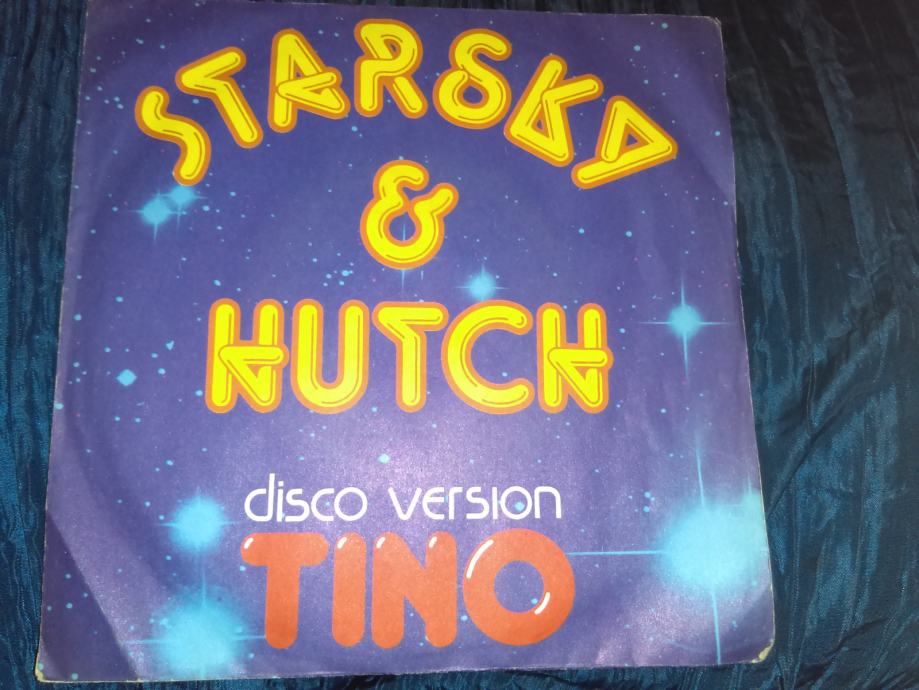 STARSKY
&
HUTCH
disco version
TINO